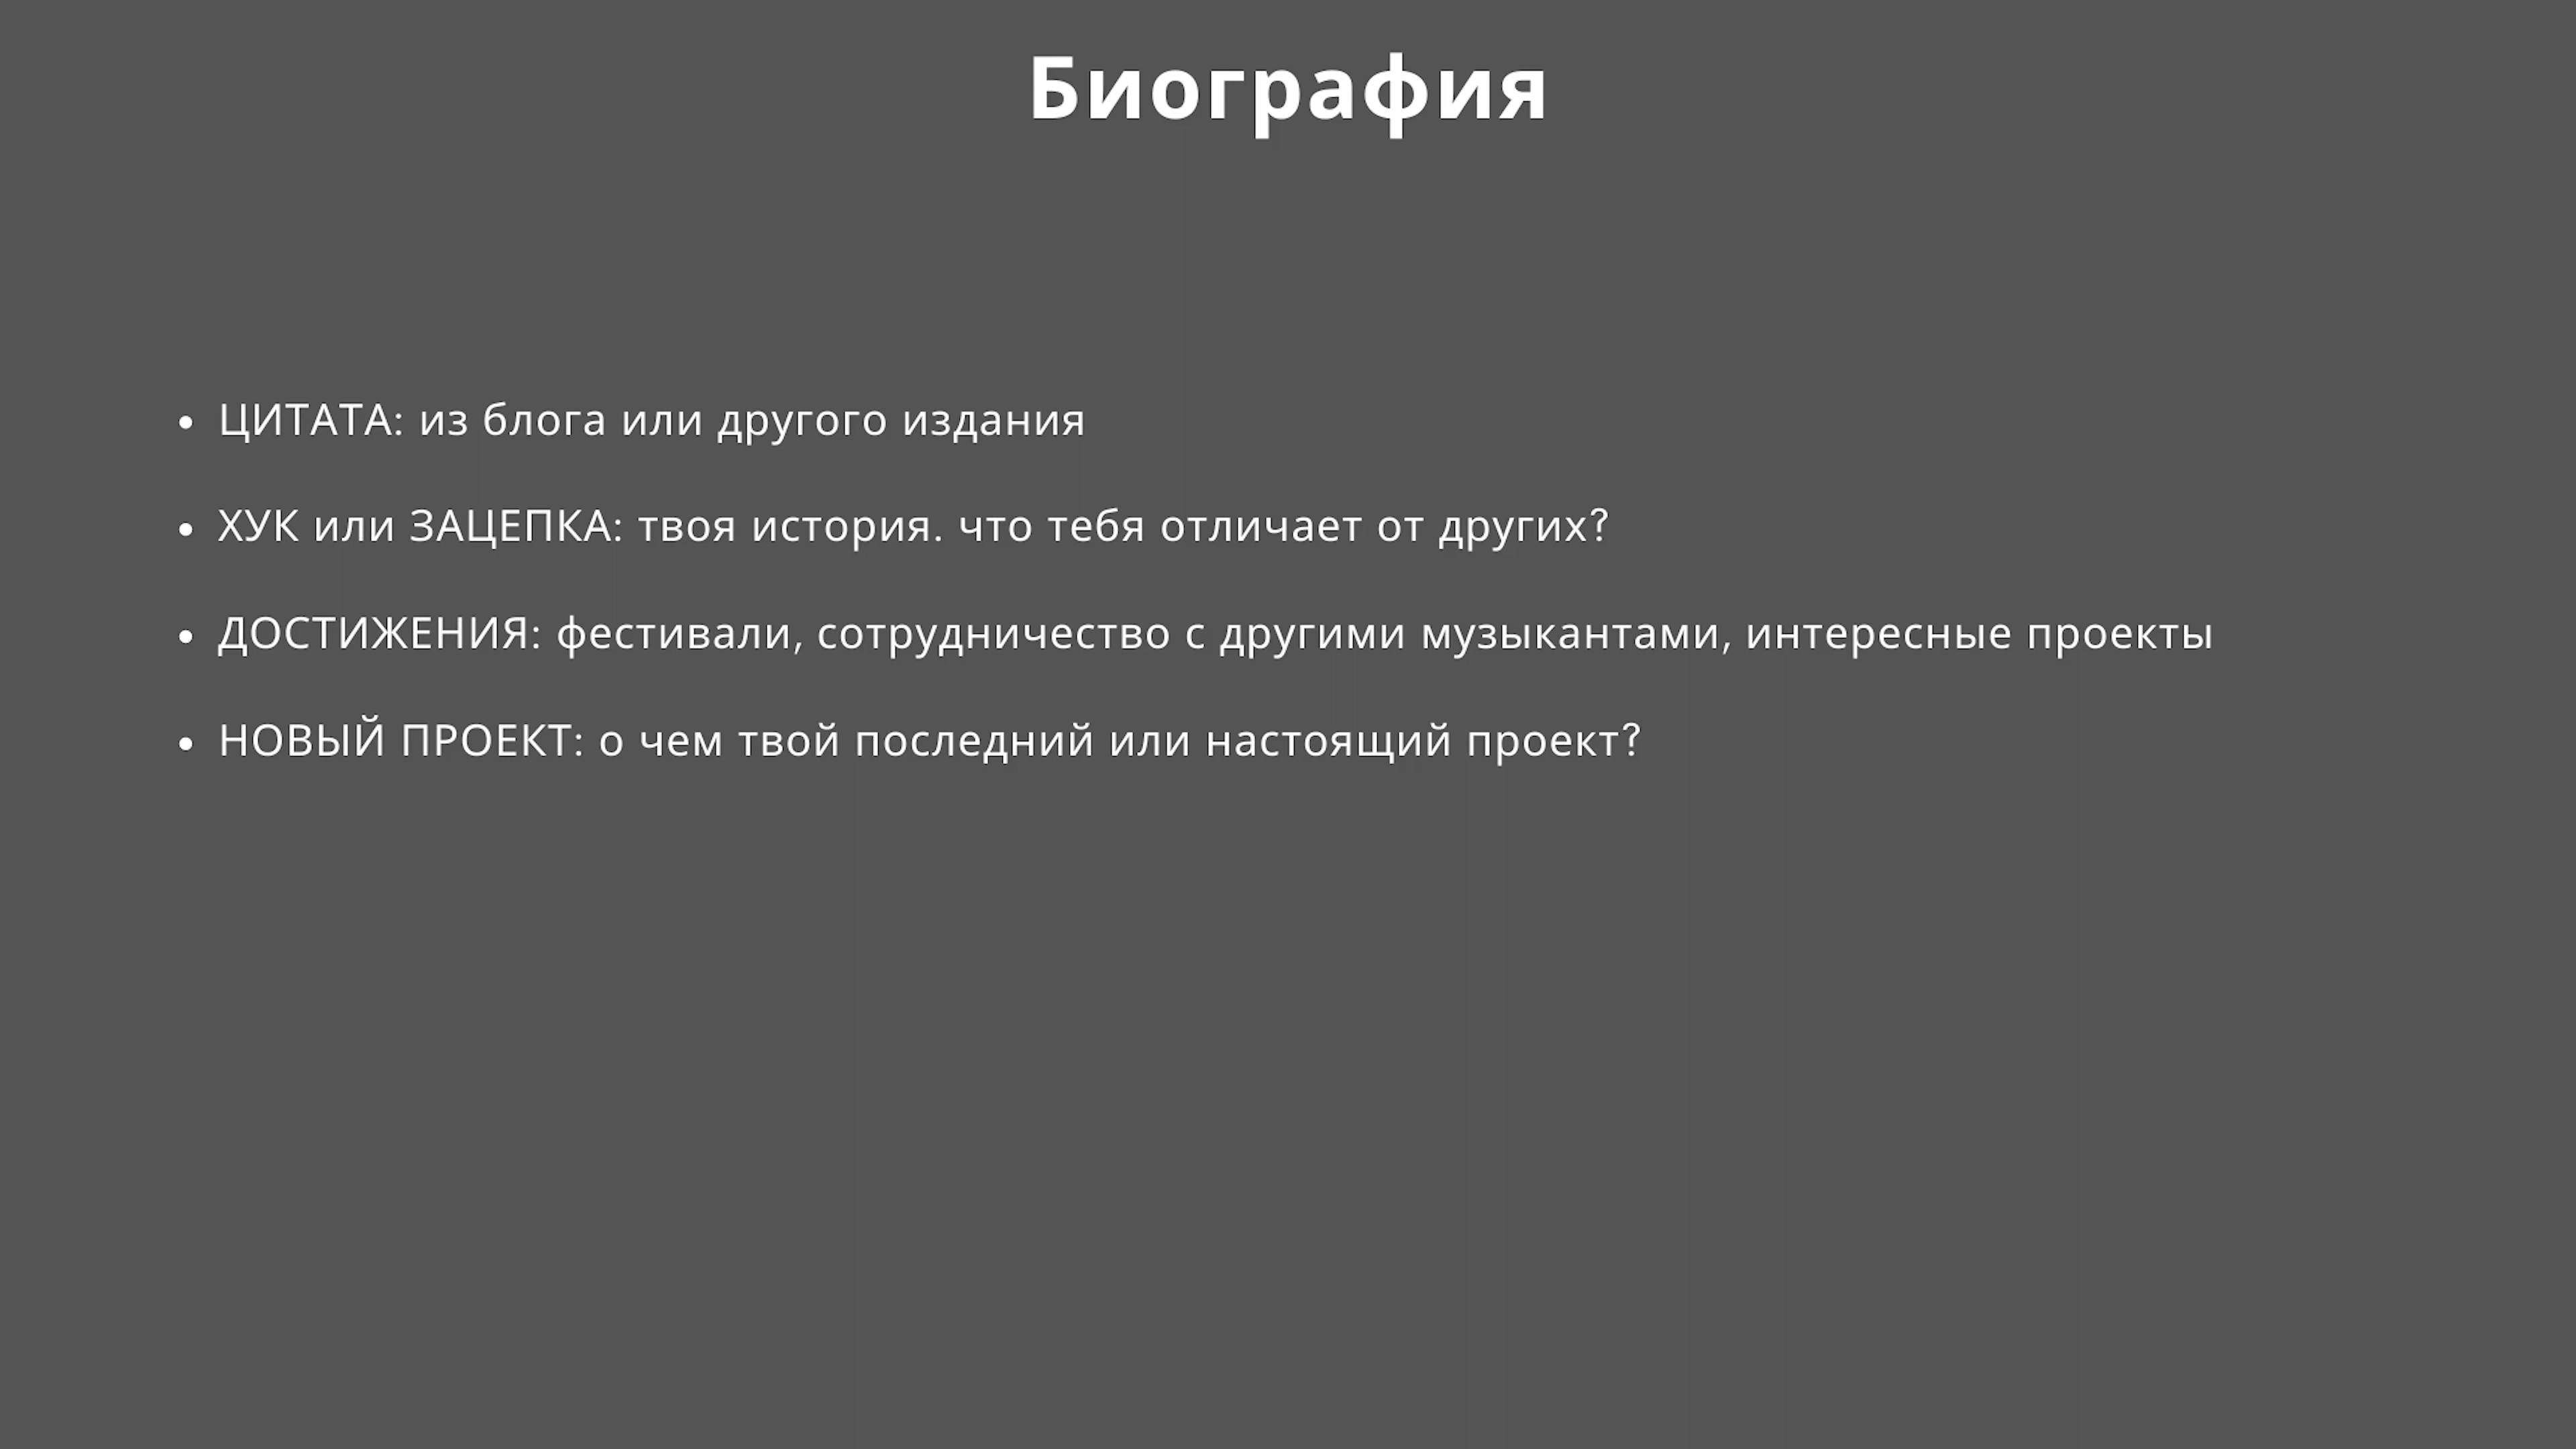 Биография
• ЦИТАТА: из блога или другого издания
• ХУК или ЗАЦЕПКА: твоя история. что тебя отличает от других?
• ДОСТИЖЕНИЯ: фестивали, сотрудничество с другими музыкантами, интересные проекты
• НОВЫЙ ПРОЕКТ: о чем твой последний или настоящий проект?